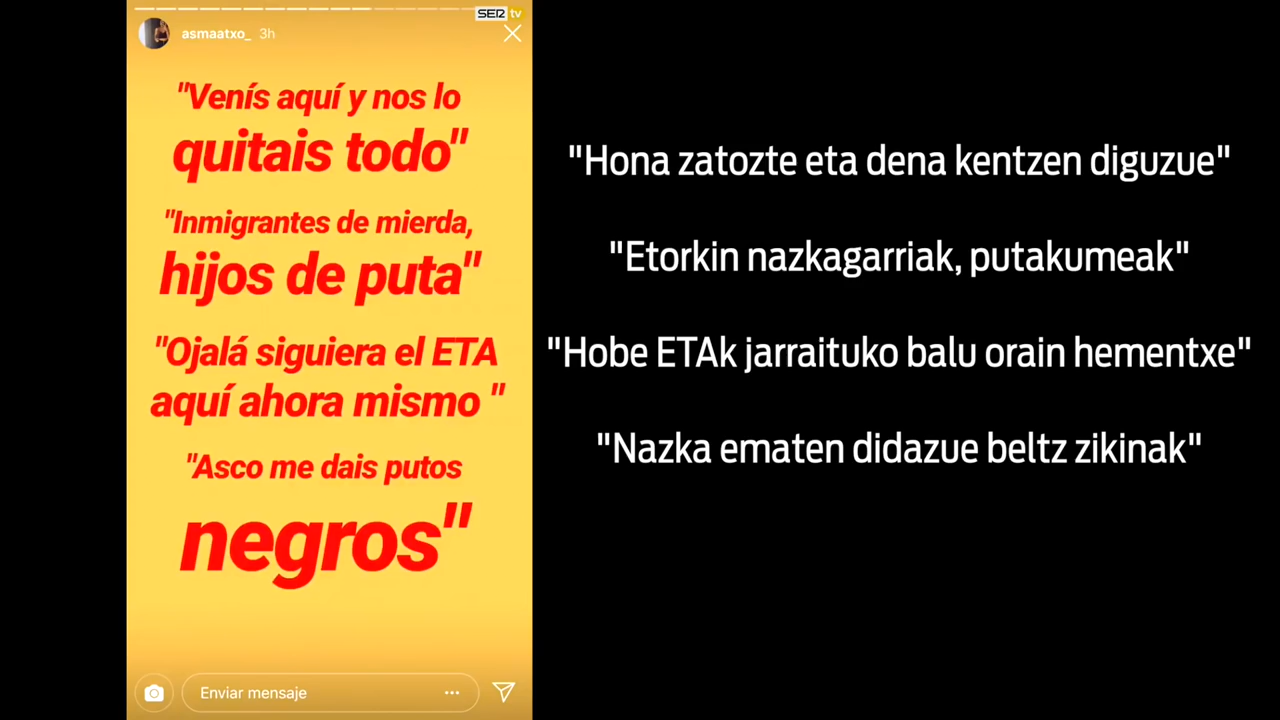 SER tv
asmaatxo_ 3h
"Venís aquí y nos lo
quitais todo"
"Inmigrantes de mierda,
hijos de puta"
"Ojalá siguiera el ETA
aquí ahora mismo "
"Asco me dais putos
negros"
Enviar mensaje
"Hona zatozte eta dena kentzen diguzue"
"Etorkin nazkagarriak, putakumeak"
"Hobe ETAk jarraituko balu orain hementxe"
"Nazka ematen didazue beltz zikinak"